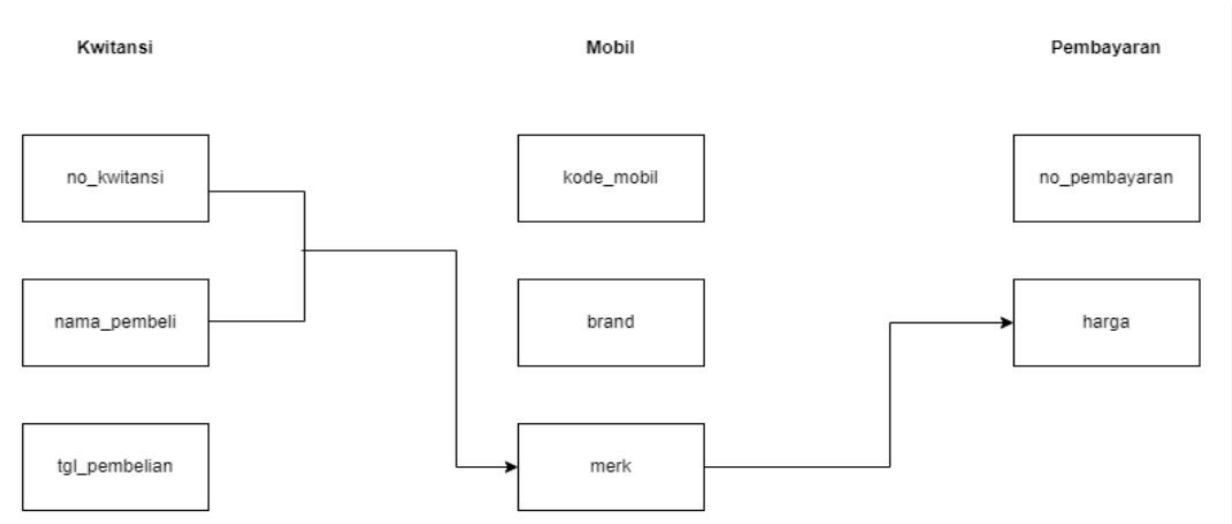 Kwitansi
Mobil
Pembayaran
no_kwitansi
kode_mobil
no_pembayaran
nama_pembeli
brand
harga
tgl_pembelian
merk